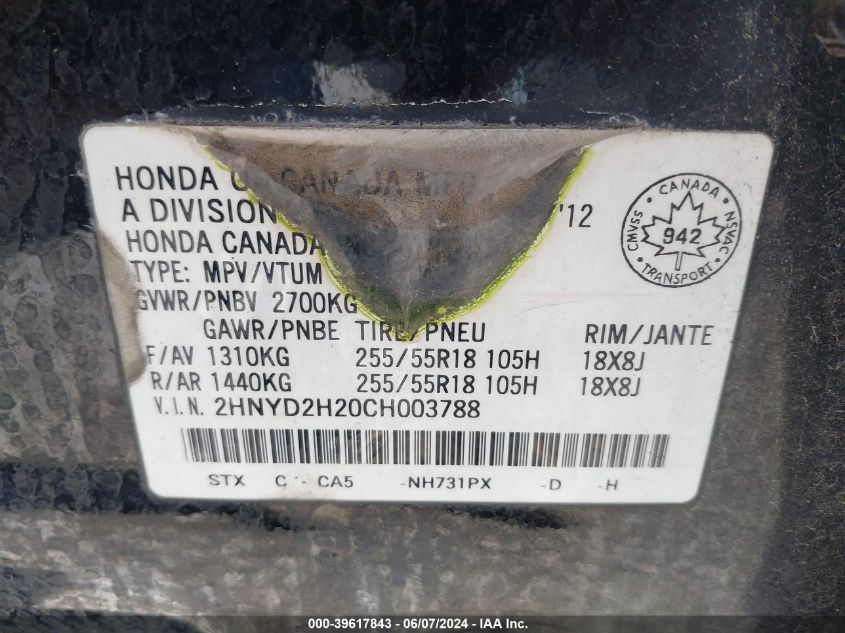 HONDA CANADA MFG
A DIVISION '12
HONDA CANADA
TYPE: MPV/VTUM
GVWR/PNBV 2700KG
GAWR/PNBE TIRE/PNEU RIM/JANTE
F/AV 1310KG 255/55R18 105H 18X8J
R/AR 1440KG 255/55R18 105H 18X8J
V.I.N. 2HNYD2H20CH003788
STX CA5 -NH731PX -D -H
CANADA
CMVSS
942
NSVAC
TRANSPORT
000-39617843 - 06/07/2024 - IAA Inc.